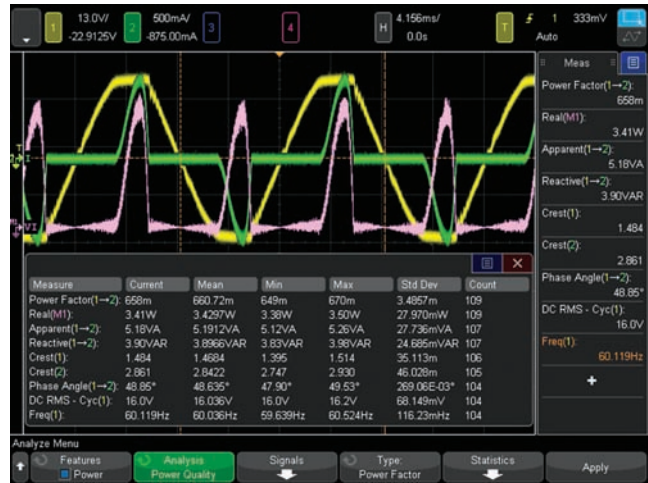 1 13.0V/ 2 500mA/ 3 4 H 4.156ms/ T 1 333mV
-22.9125V -875.00mA 0.0s Auto
Meas
Power Factor(1→2):
658m
Real(M1):
3.41W
Apparent(1→2):
5.18VA
Reactive(1→2):
3.90VAR
Crest(1):
1.484
Crest(2):
2.861
Phase Angle(1→2):
48.85°
DC RMS - Cyc(1):
16.0V
Freq(1):
60.119Hz
+
T
I
VI
Measure Current Mean Min Max Std Dev Count
Power Factor(1→2): 658m 660.72m 649m 670m 3.4857m 109
Real(M1): 3.41W 3.4297W 3.38W 3.50W 27.970mW 109
Apparent(1→2): 5.18VA 5.1912VA 5.12VA 5.26VA 27.736mVA 107
Reactive(1→2): 3.90VAR 3.8966VAR 3.83VAR 3.98VAR 24.685mVAR 107
Crest(1): 1.484 1.4684 1.395 1.514 35.113m 106
Crest(2): 2.861 2.8422 2.747 2.930 46.028m 105
Phase Angle(1→2): 48.85° 48.635° 47.90° 49.53° 269.06E-03° 104
DC RMS - Cyc(1): 16.0V 16.036V 16.0V 16.2V 68.149mV 104
Freq(1): 60.119Hz 60.036Hz 59.639Hz 60.524Hz 116.23mHz 104
Analyze Menu
Features Analysis Signals Type: Statistics Apply
Power Power Quality Power Factor